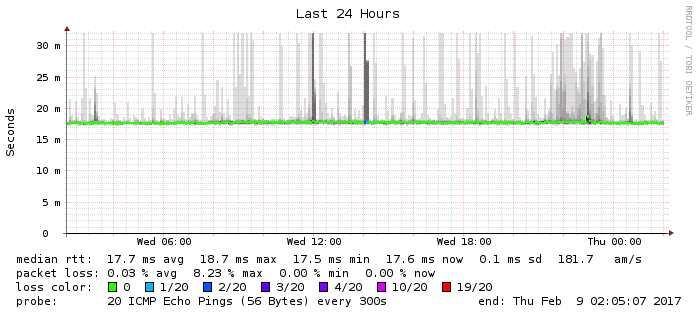 Last 24 Hours
RRDTOOL / TOBI OETIKER
Seconds
30 m
25 m
20 m
15 m
10 m
5 m
0
Wed 06:00 Wed 12:00 Wed 18:00 Thu 00:00
median rtt: 17.7 ms avg 18.7 ms max 17.5 ms min 17.6 ms now 0.1 ms sd 181.7 am/s
packet loss: 0.03 % avg 8.23 % max 0.00 % min 0.00 % now
loss color: 0 1/20 2/20 3/20 4/20 10/20 19/20
probe: 20 ICMP Echo Pings (56 Bytes) every 300s end: Thu Feb 9 02:05:07 2017